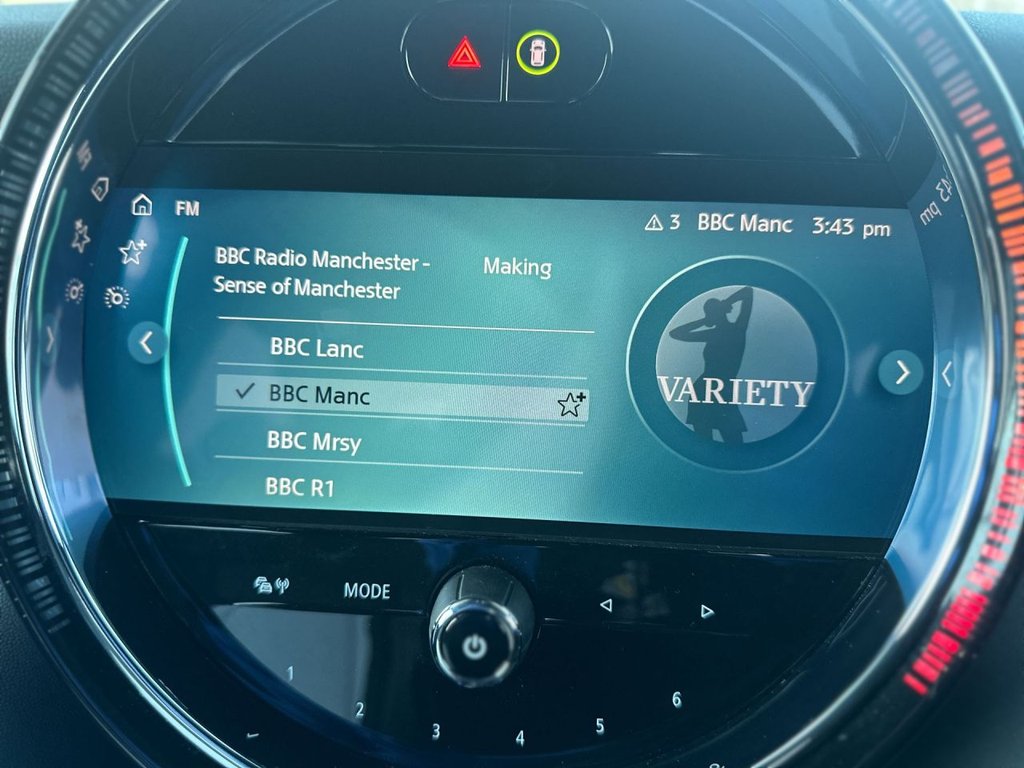 FM
3 BBC Manc 3:43 pm
BBC Radio Manchester - Making
Sense of Manchester
BBC Lanc
BBC Manc
BBC Mrsy
BBC R1
VARIETY
MODE
1
2
3
4
5
6